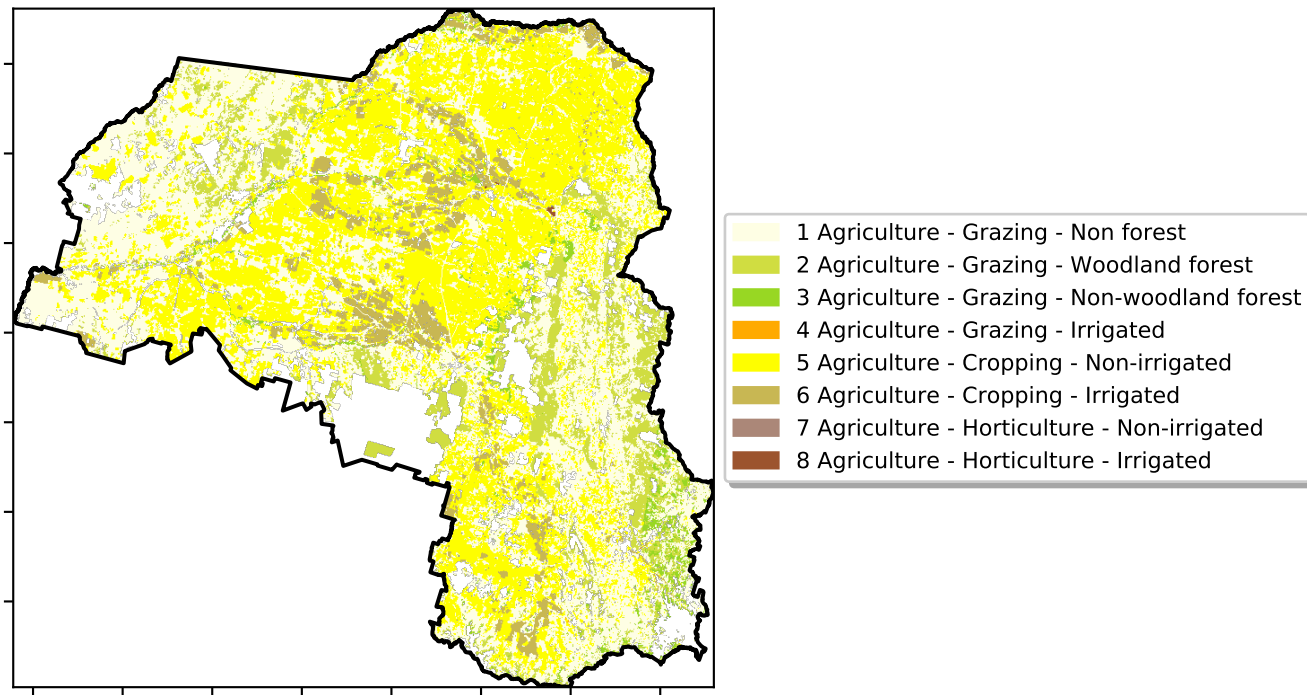 1 Agriculture - Grazing - Non forest
2 Agriculture - Grazing - Woodland forest
3 Agriculture - Grazing - Non-woodland forest
4 Agriculture - Grazing - Irrigated
5 Agriculture - Cropping - Non-irrigated
6 Agriculture - Cropping - Irrigated
7 Agriculture - Horticulture - Non-irrigated
8 Agriculture - Horticulture - Irrigated